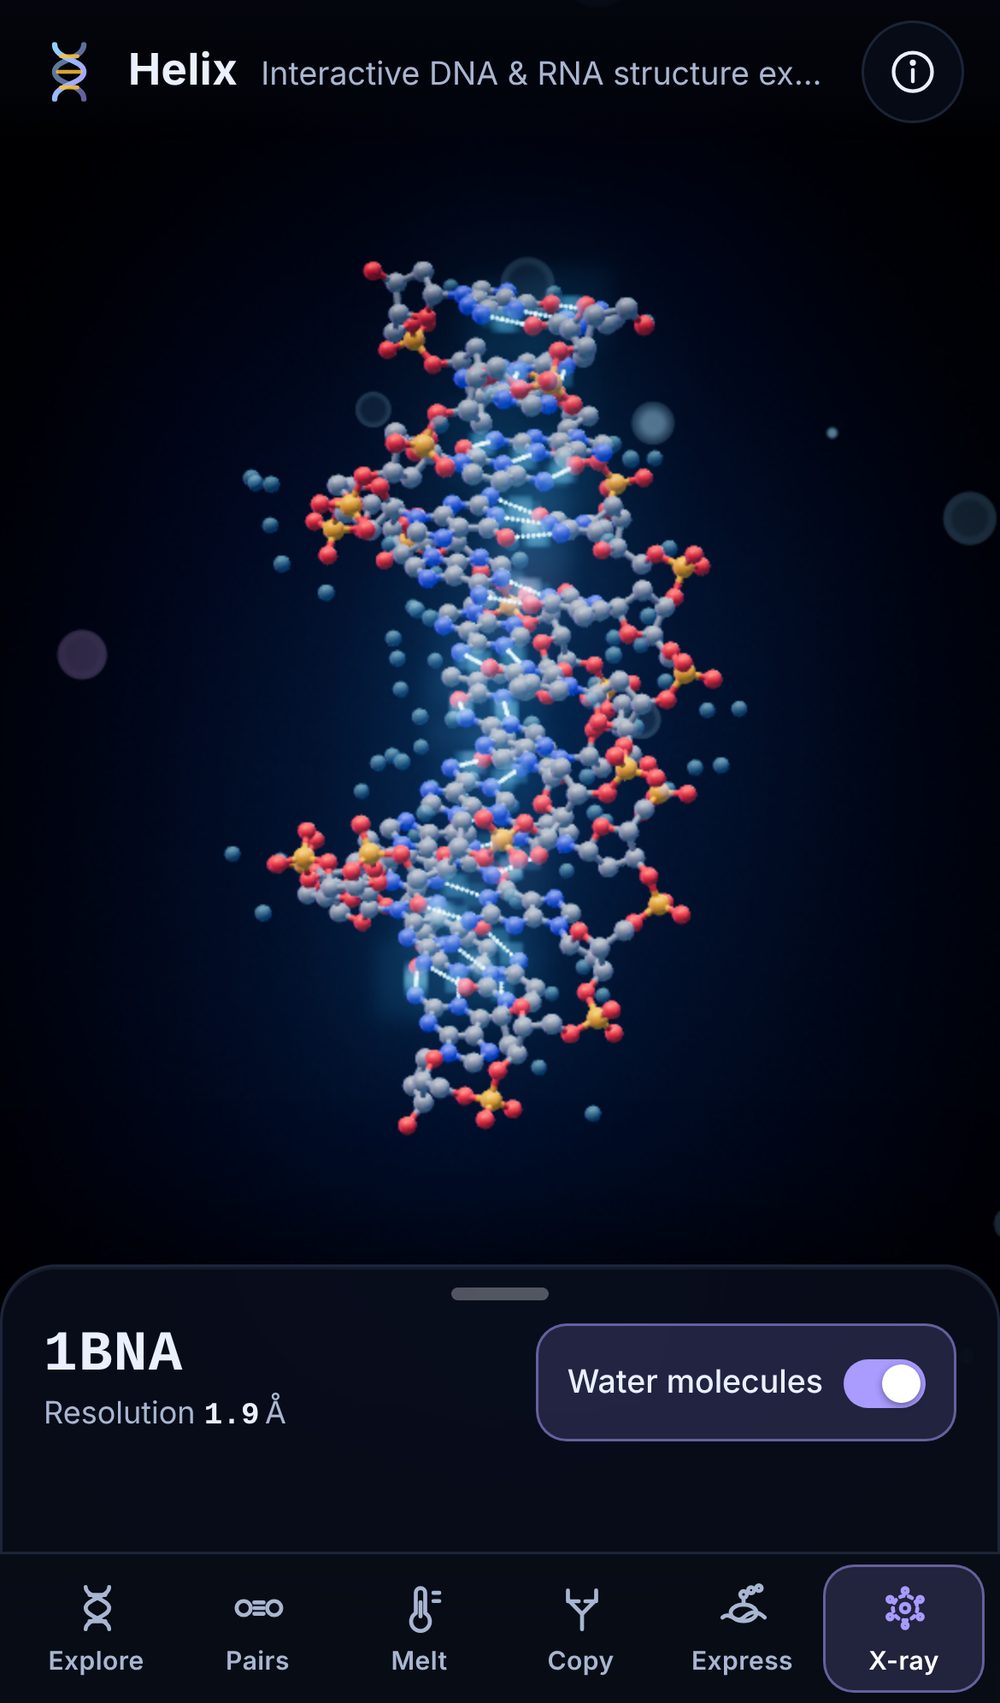 Helix Interactive DNA & RNA structure ex...
1BNA
Resolution 1.9 Å
Water molecules
Explore Pairs Melt Copy Express X-ray